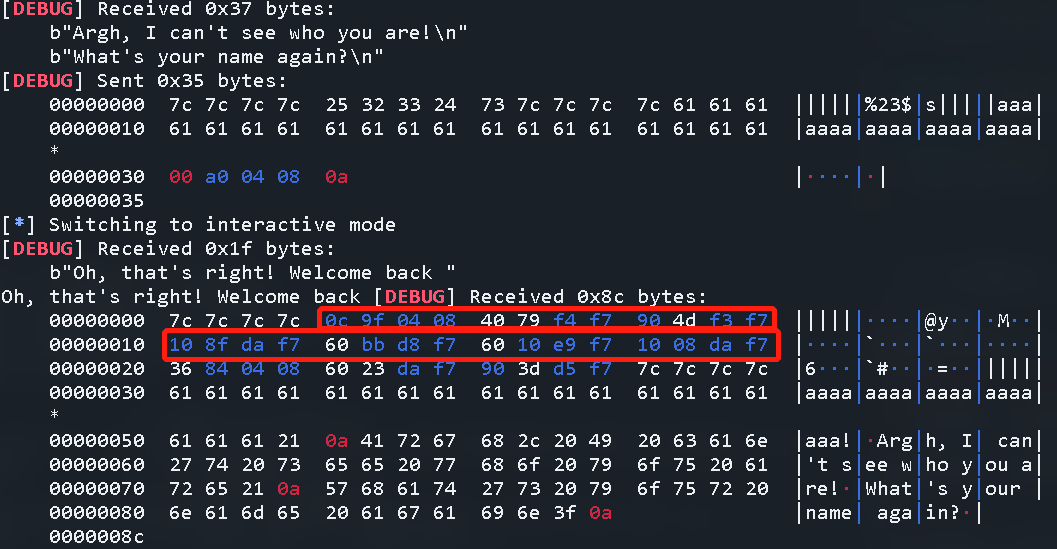 [DEBUG] Received 0x37 bytes:
    b"Argh, I can't see who you are!\n"
    b"What's your name again?\n"
[DEBUG] Sent 0x35 bytes:
    00000000  7c 7c 7c 7c  25 32 33 24  73 7c 7c 7c  7c 61 61 61  │||||│%23$│s|||│|aaa│
    00000010  61 61 61 61  61 61 61 61  61 61 61 61  61 61 61 61  │aaaa│aaaa│aaaa│aaaa│
    *
    00000030  00 a0 04 08  0a                                     │····│·│
    00000035
[*] Switching to interactive mode
[DEBUG] Received 0x1f bytes:
    b"Oh, that's right! Welcome back "
Oh, that's right! Welcome back [DEBUG] Received 0x8c bytes:
    00000000  7c 7c 7c 7c  0c 9f 04 08  40 79 f4 f7  90 4d f3 f7  │||||│····│@y··│·M··│
    00000010  10 8f da f7  60 bb d8 f7  60 10 e9 f7  10 08 da f7  │····│`···│`···│····│
    00000020  36 84 04 08  60 23 da f7  90 3d d5 f7  7c 7c 7c 7c  │6···│`#··│·=··│||||│
    00000030  61 61 61 61  61 61 61 61  61 61 61 61  61 61 61 61  │aaaa│aaaa│aaaa│aaaa│
    *
    00000050  61 61 61 21  0a 41 72 67  68 2c 20 49  20 63 61 6e  │aaa!│·Arg│h, I│ can│
    00000060  27 74 20 73  65 65 20 77  68 6f 20 79  6f 75 20 61  │'t s│ee w│ho y│ou a│
    00000070  72 65 21 0a  57 68 61 74  27 73 20 79  6f 75 72 20  │re!·│What│'s y│our │
    00000080  6e 61 6d 65  20 61 67 61  69 6e 3f 0a               │name│ aga│in?·│
    0000008c